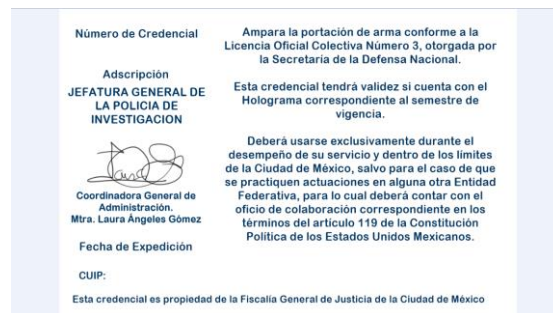 Número de Credencial
Adscripción
JEFATURA GENERAL DE
LA POLICIA DE
INVESTIGACION
Coordinadora General de
Administración.
Mtra. Laura Ángeles Gómez
Fecha de Expedición
CUIP:
Ampara la portación de arma conforme a la
Licencia Oficial Colectiva Número 3, otorgada por
la Secretaría de la Defensa Nacional.
Esta credencial tendrá validez si cuenta con el
Holograma correspondiente al semestre de
vigencia.
Deberá usarse exclusivamente durante el
desempeño de su servicio y dentro de los límites
de la Ciudad de México, salvo para el caso de que
se practiquen actuaciones en alguna otra Entidad
Federativa, para lo cual deberá contar con el
oficio de colaboración correspondiente en los
términos del artículo 119 de la Constitución
Política de los Estados Unidos Mexicanos.
Esta credencial es propiedad de la Fiscalía General de Justicia de la Ciudad de México